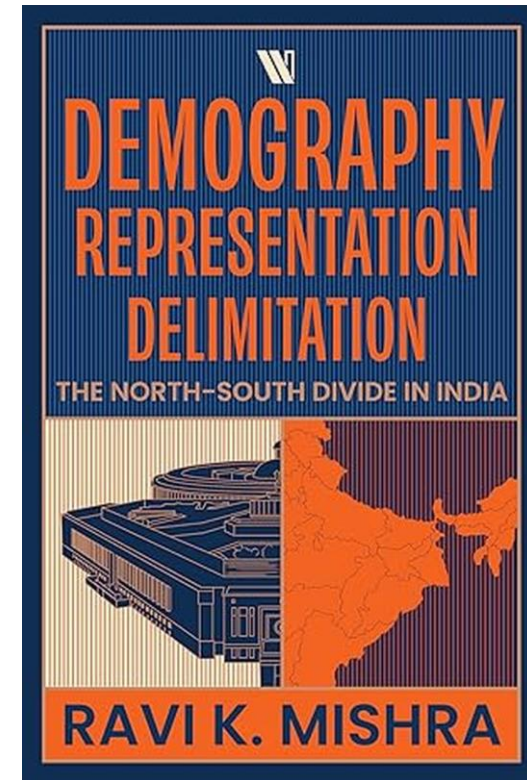 DEMOGRAPHY
REPRESENTATION
DELIMITATION
THE NORTH-SOUTH DIVIDE IN INDIA
RAVI K. MISHRA